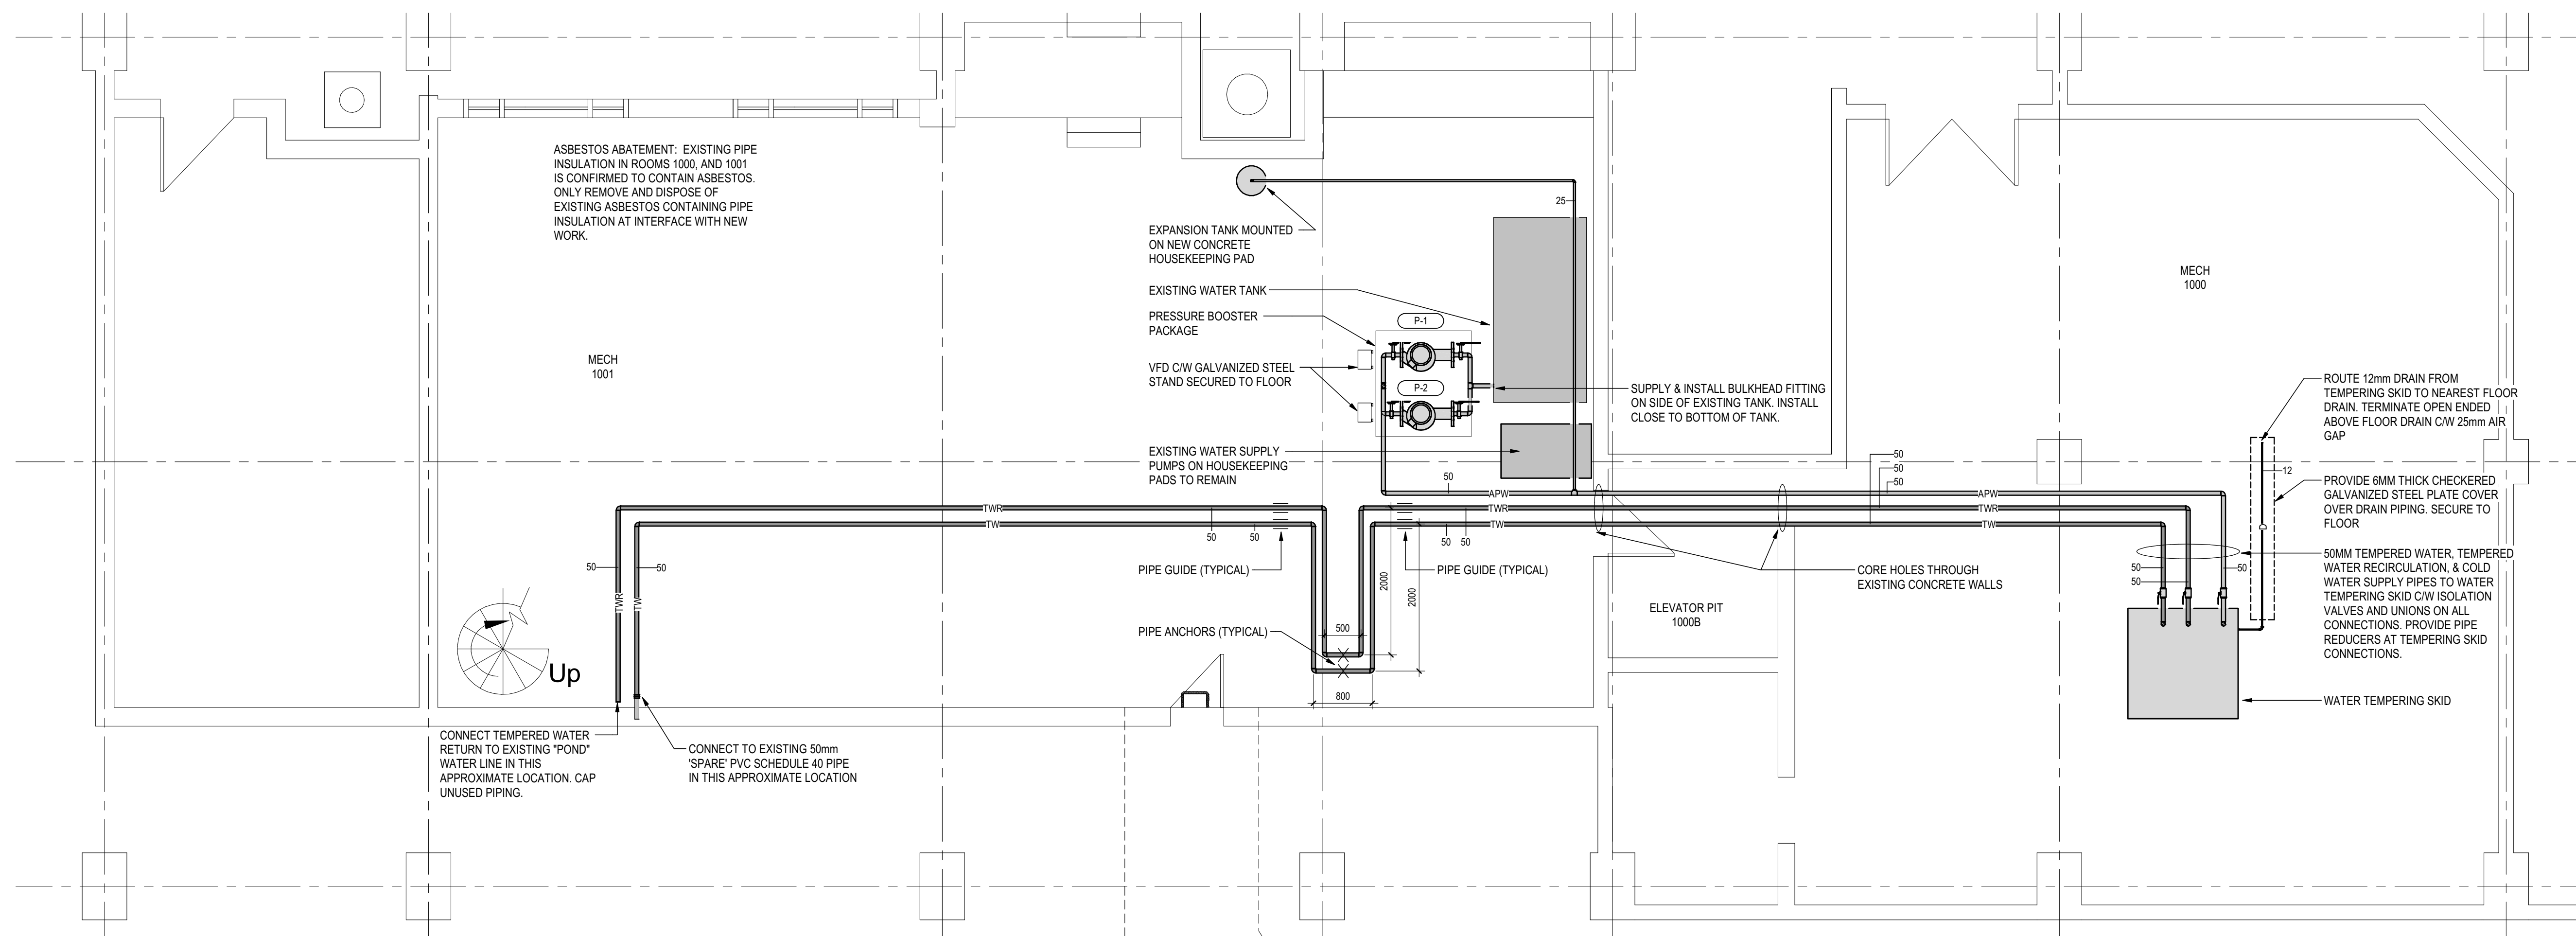 ASBESTOS ABATEMENT: EXISTING PIPE
INSULATION IN ROOMS 1000, AND 1001
IS CONFIRMED TO CONTAIN ASBESTOS.
ONLY REMOVE AND DISPOSE OF
EXISTING ASBESTOS CONTAINING PIPE
INSULATION AT INTERFACE WITH NEW
WORK.
MECH
1001
EXPANSION TANK MOUNTED
ON NEW CONCRETE
HOUSEKEEPING PAD
EXISTING WATER TANK
PRESSURE BOOSTER
PACKAGE
VFD C/W GALVANIZED STEEL
STAND SECURED TO FLOOR
EXISTING WATER SUPPLY
PUMPS ON HOUSEKEEPING
PADS TO REMAIN
25
P-1
P-2
SUPPLY & INSTALL BULKHEAD FITTING
ON SIDE OF EXISTING TANK. INSTALL
CLOSE TO BOTTOM OF TANK.
MECH
1000
ROUTE 12mm DRAIN FROM
TEMPERING SKID TO NEAREST FLOOR
DRAIN. TERMINATE OPEN ENDED
ABOVE FLOOR DRAIN C/W 25mm AIR
GAP
12
PROVIDE 6MM THICK CHECKERED
GALVANIZED STEEL PLATE COVER
OVER DRAIN PIPING. SECURE TO
FLOOR
D
50MM TEMPERED WATER, TEMPERED
WATER RECIRCULATION, & COLD
WATER SUPPLY PIPES TO WATER
TEMPERING SKID C/W ISOLATION
VALVES AND UNIONS ON ALL
CONNECTIONS. PROVIDE PIPE
REDUCERS AT TEMPERING SKID
CONNECTIONS.
WATER TEMPERING SKID
50
50
50
50
APW
APW
TWR
TWR
TWR
TW
TW
TW
50
50
50
50
50
50
50
50
50
TWR
TW
PIPE GUIDE (TYPICAL)
PIPE GUIDE (TYPICAL)
2000
2000
CORE HOLES THROUGH
EXISTING CONCRETE WALLS
ELEVATOR PIT
1000B
PIPE ANCHORS (TYPICAL)
500
800
Up
CONNECT TEMPERED WATER
RETURN TO EXISTING "POND"
WATER LINE IN THIS
APPROXIMATE LOCATION. CAP
UNUSED PIPING.
CONNECT TO EXISTING 50mm
'SPARE' PVC SCHEDULE 40 PIPE
IN THIS APPROXIMATE LOCATION